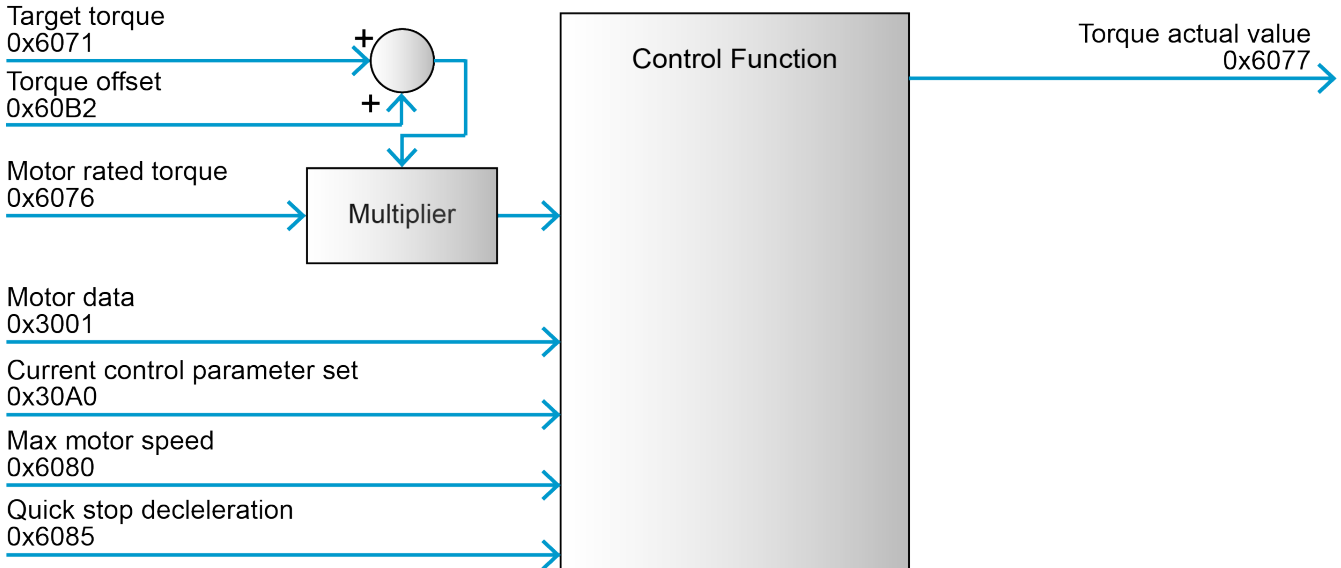 Target torque
0x6071
+
Torque offset
0x60B2
+
Motor rated torque
0x6076
Multiplier
Motor data
0x3001
Current control parameter set
0x30A0
Max motor speed
0x6080
Quick stop decleleration
0x6085
Control Function
Torque actual value
0x6077